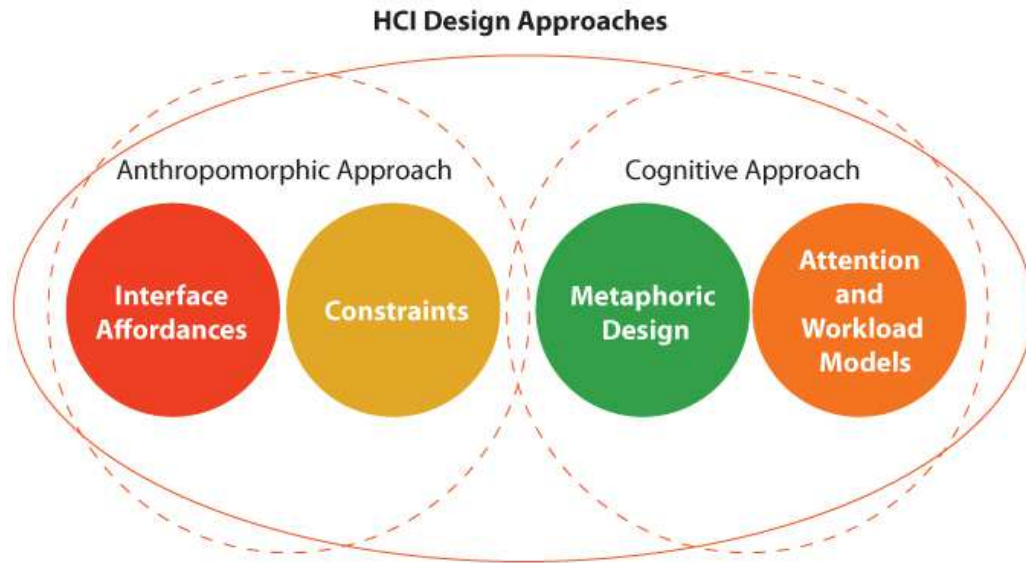 HCI Design Approaches
Anthropomorphic Approach
Cognitive Approach
Interface
Affordances
Constraints
Metaphoric
Design
Attention
and
Workload
Models